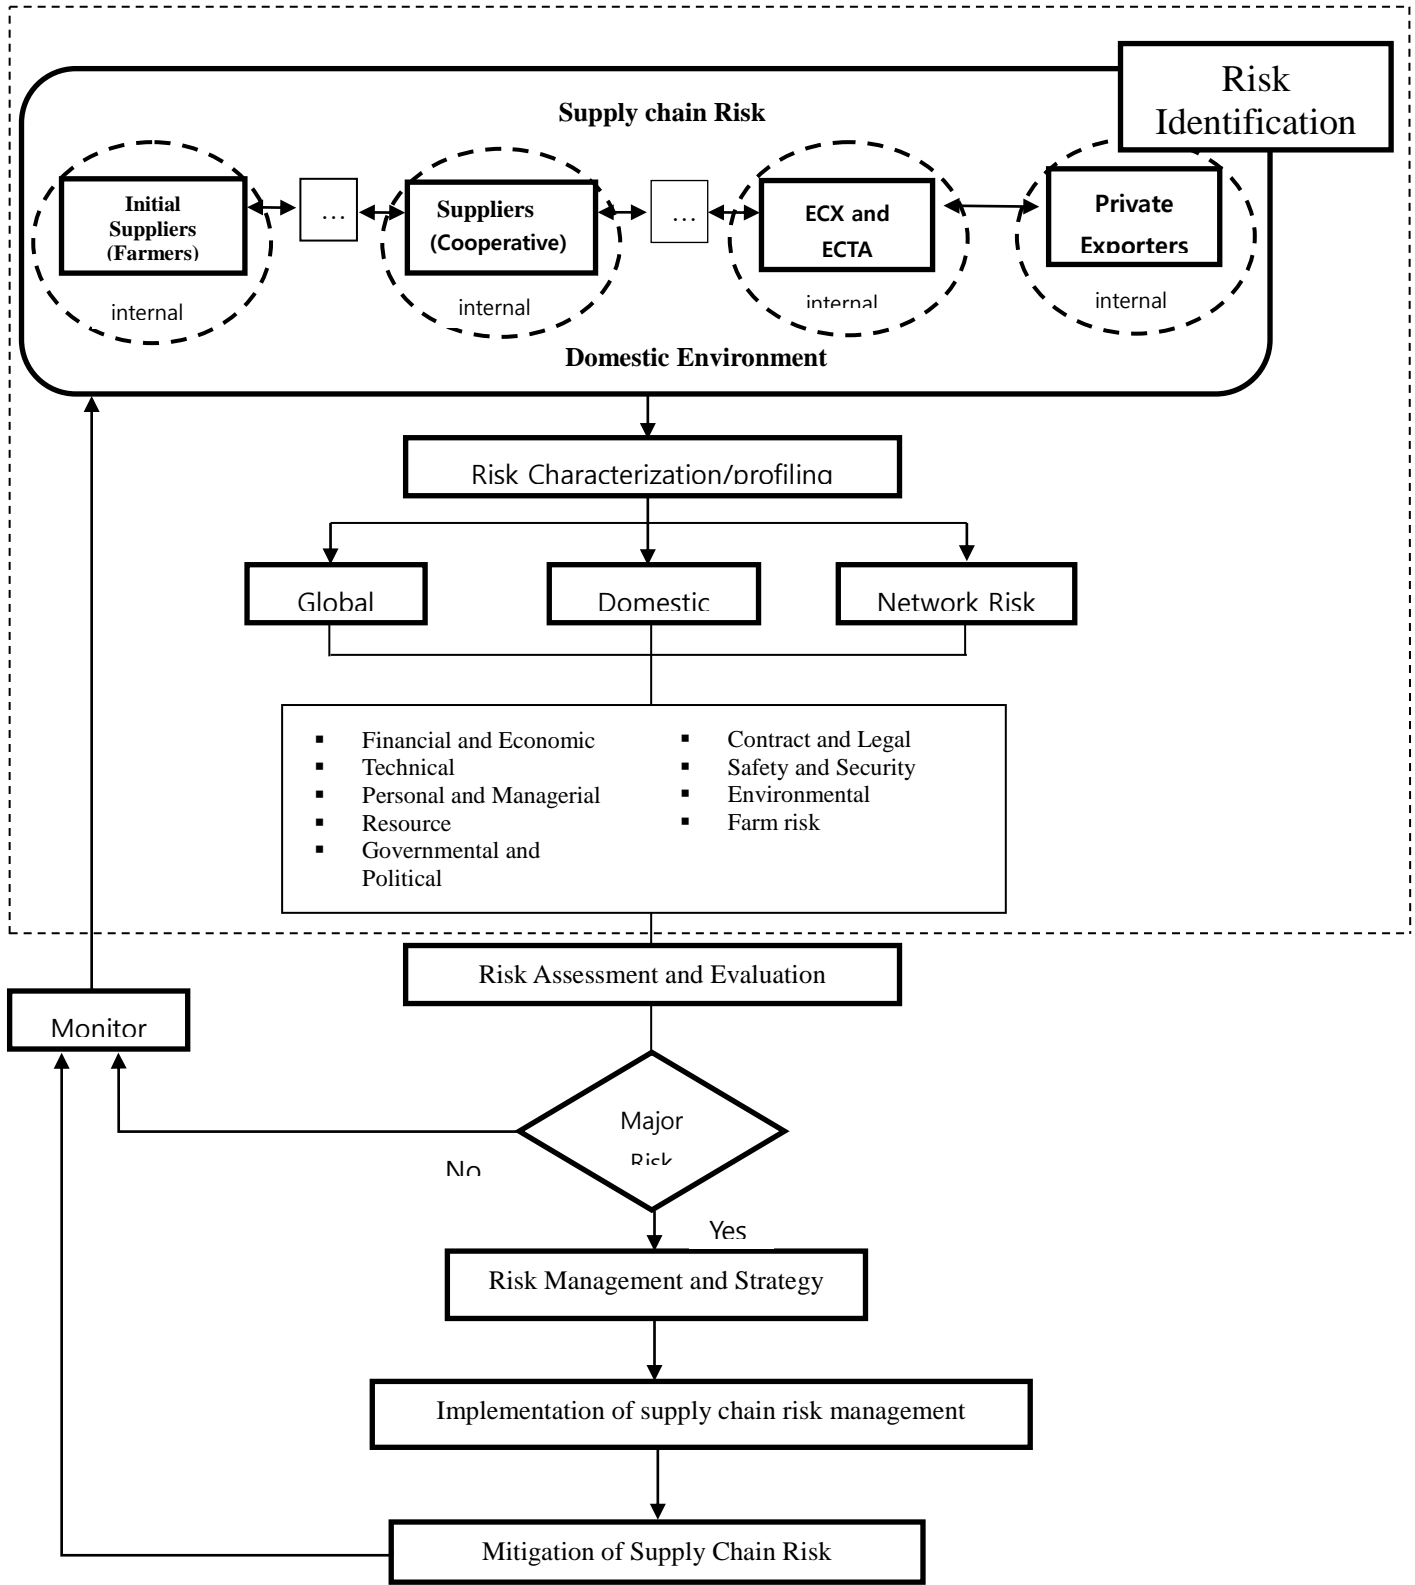 Risk
Identification
Supply chain Risk
Initial
Suppliers
(Farmers)
…
Suppliers
(Cooperative)
…
ECX and
ECTA
Private
Exporters
internal
internal
internal
internal
Domestic Environment
Risk Characterization/profiling
Global
Domestic
Network Risk
▪ Financial and Economic
▪ Technical
▪ Personal and Managerial
▪ Resource
▪ Governmental and
Political
▪ Contract and Legal
▪ Safety and Security
▪ Environmental
▪ Farm risk
Risk Assessment and Evaluation
Monitor
Major
Risk
No
Yes
Risk Management and Strategy
Implementation of supply chain risk management
Mitigation of Supply Chain Risk